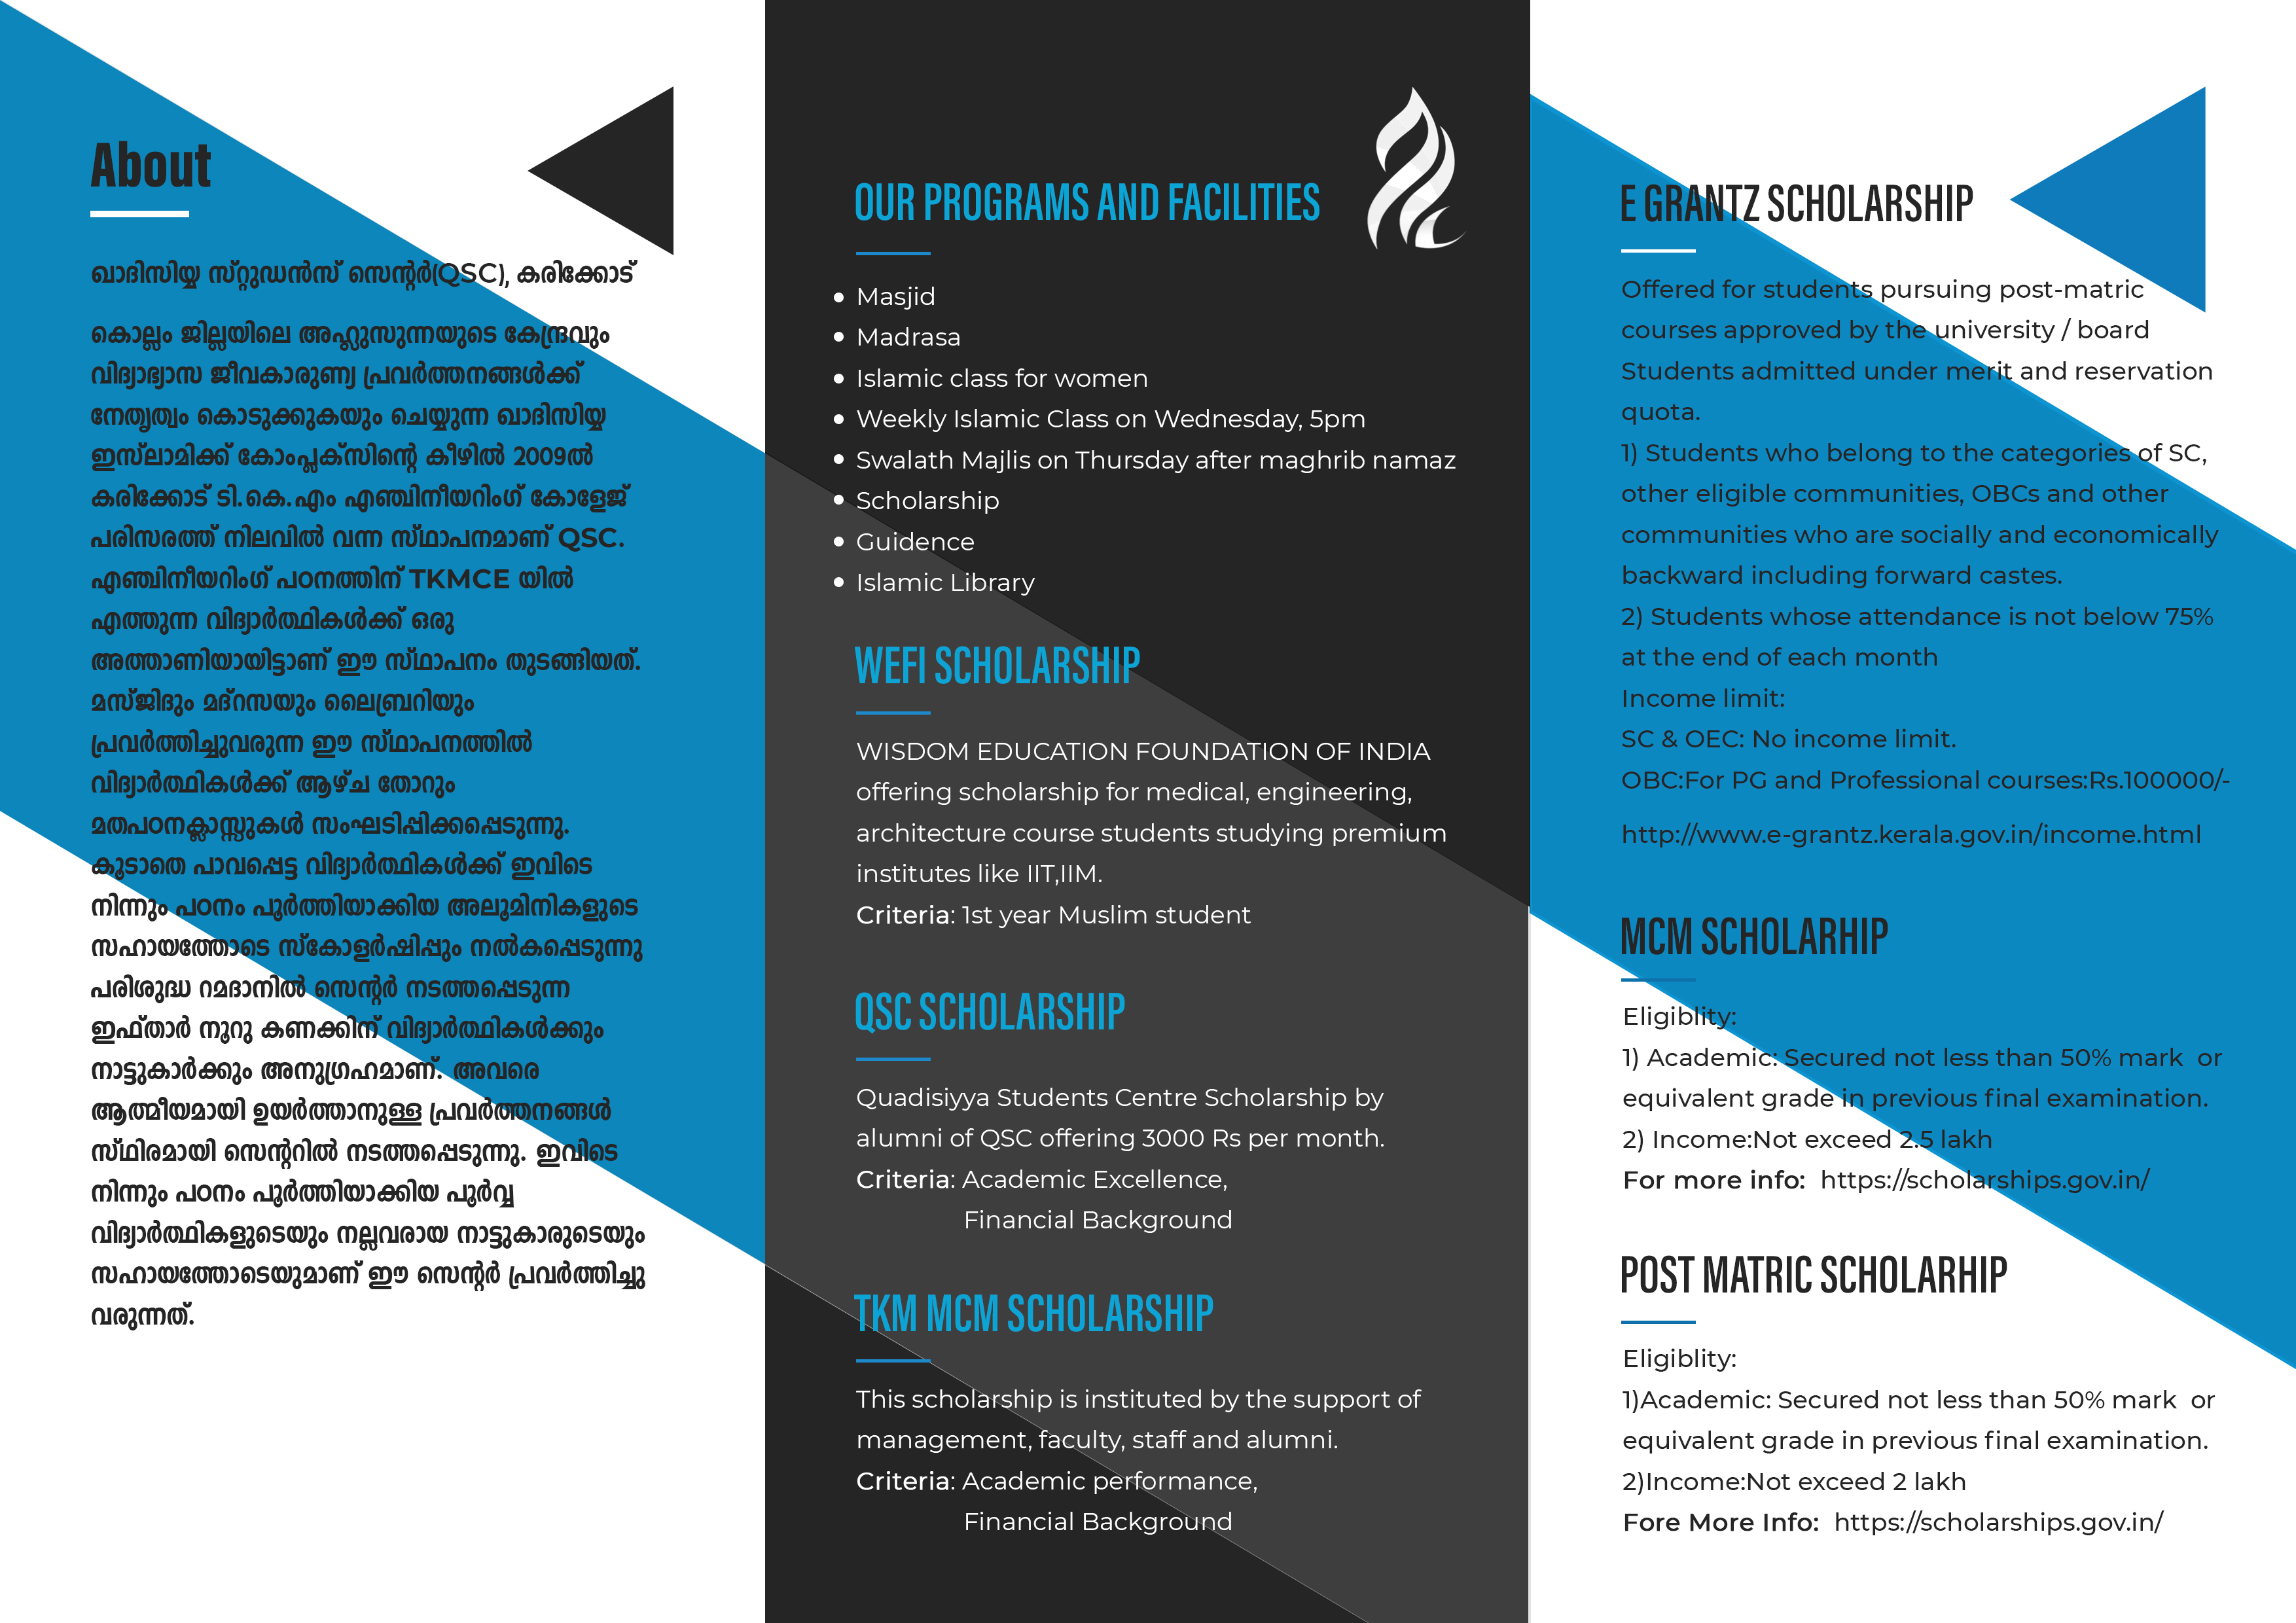 About
ഖാദിസിയ്യ സ്റ്റുഡൻസ് സെന്റർ(QSC), കരിക്കോട്
കൊല്ലം ജില്ലയിലെ അഹ്ലുസുന്നയുടെ കേന്ദ്രവും
വിദ്യാഭ്യാസ ജീവകാരുണ്യ പ്രവർത്തനങ്ങൾക്ക്
നേതൃത്വം കൊടുക്കുകയും ചെയ്യുന്ന ഖാദിസിയ്യ
ഇസ്ലാമിക്ക് കോംപ്ലക്സിന്റെ കീഴിൽ 2009ൽ
കരിക്കോട് ടി.കെ.എം എഞ്ചിനീയറിംഗ് കോളേജ്
പരിസരത്ത് നിലവിൽ വന്ന സ്ഥാപനമാണ് QSC.
എഞ്ചിനീയറിംഗ് പഠനത്തിന് TKMCE യിൽ
എത്തുന്ന വിദ്യാർത്ഥികൾക്ക് ഒരു
അത്താണിയായിട്ടാണ് ഈ സ്ഥാപനം തുടങ്ങിയത്.
മസ്ജിദും മദ്റസയും ലൈബ്രറിയും
പ്രവർത്തിച്ചുവരുന്ന ഈ സ്ഥാപനത്തിൽ
വിദ്യാർത്ഥികൾക്ക് ആഴ്ച തോറും
മതപഠനക്ലാസ്സുകൾ സംഘടിപ്പിക്കപ്പെടുന്നു.
കൂടാതെ പാവപ്പെട്ട വിദ്യാർത്ഥികൾക്ക് ഇവിടെ
നിന്നും പഠനം പൂർത്തിയാക്കിയ അലൂമിനികളുടെ
സഹായത്തോടെ സ്കോളർഷിപ്പും നൽകപ്പെടുന്നു
പരിശുദ്ധ റമദാനിൽ സെന്റർ നടത്തപ്പെടുന്ന
ഇഫ്താർ നൂറു കണക്കിന് വിദ്യാർത്ഥികൾക്കും
നാട്ടുകാർക്കും അനുഗ്രഹമാണ്. അവരെ
ആത്മീയമായി ഉയർത്താനുള്ള പ്രവർത്തനങ്ങൾ
സ്ഥിരമായി സെന്ററിൽ നടത്തപ്പെടുന്നു. ഇവിടെ
നിന്നും പഠനം പൂർത്തിയാക്കിയ പൂർവ്വ
വിദ്യാർത്ഥികളുടെയും നല്ലവരായ നാട്ടുകാരുടെയും
സഹായത്തോടെയുമാണ് ഈ സെന്റർ പ്രവർത്തിച്ചു
വരുന്നത്.
OUR PROGRAMS AND FACILITIES
• Masjid
• Madrasa
• Islamic class for women
• Weekly Islamic Class on Wednesday, 5pm
• Swalath Majlis on Thursday after maghrib namaz
• Scholarship
• Guidence
• Islamic Library
WEFI SCHOLARSHIP
WISDOM EDUCATION FOUNDATION OF INDIA
offering scholarship for medical, engineering,
architecture course students studying premium
institutes like IIT,IIM.
Criteria: 1st year Muslim student
QSC SCHOLARSHIP
Quadisiyya Students Centre Scholarship by
alumni of QSC offering 3000 Rs per month.
Criteria: Academic Excellence,
Financial Background
TKM MCM SCHOLARSHIP
This scholarship is instituted by the support of
management, faculty, staff and alumni.
Criteria: Academic performance,
Financial Background
E GRANTZ SCHOLARSHIP
Offered for students pursuing post-matric
courses approved by the university / board
Students admitted under merit and reservation
quota.
1) Students who belong to the categories of SC,
other eligible communities, OBCs and other
communities who are socially and economically
backward including forward castes.
2) Students whose attendance is not below 75%
at the end of each month
Income limit:
SC & OEC: No income limit.
OBC:For PG and Professional courses:Rs.100000/-
http://www.e-grantz.kerala.gov.in/income.html
MCM SCHOLARHIP
Eligiblity:
1) Academic: Secured not less than 50% mark  or
equivalent grade in previous final examination.
2) Income:Not exceed 2.5 lakh
For more info:  https://scholarships.gov.in/
POST MATRIC SCHOLARHIP
Eligiblity:
1)Academic: Secured not less than 50% mark  or
equivalent grade in previous final examination.
2)Income:Not exceed 2 lakh
Fore More Info:  https://scholarships.gov.in/